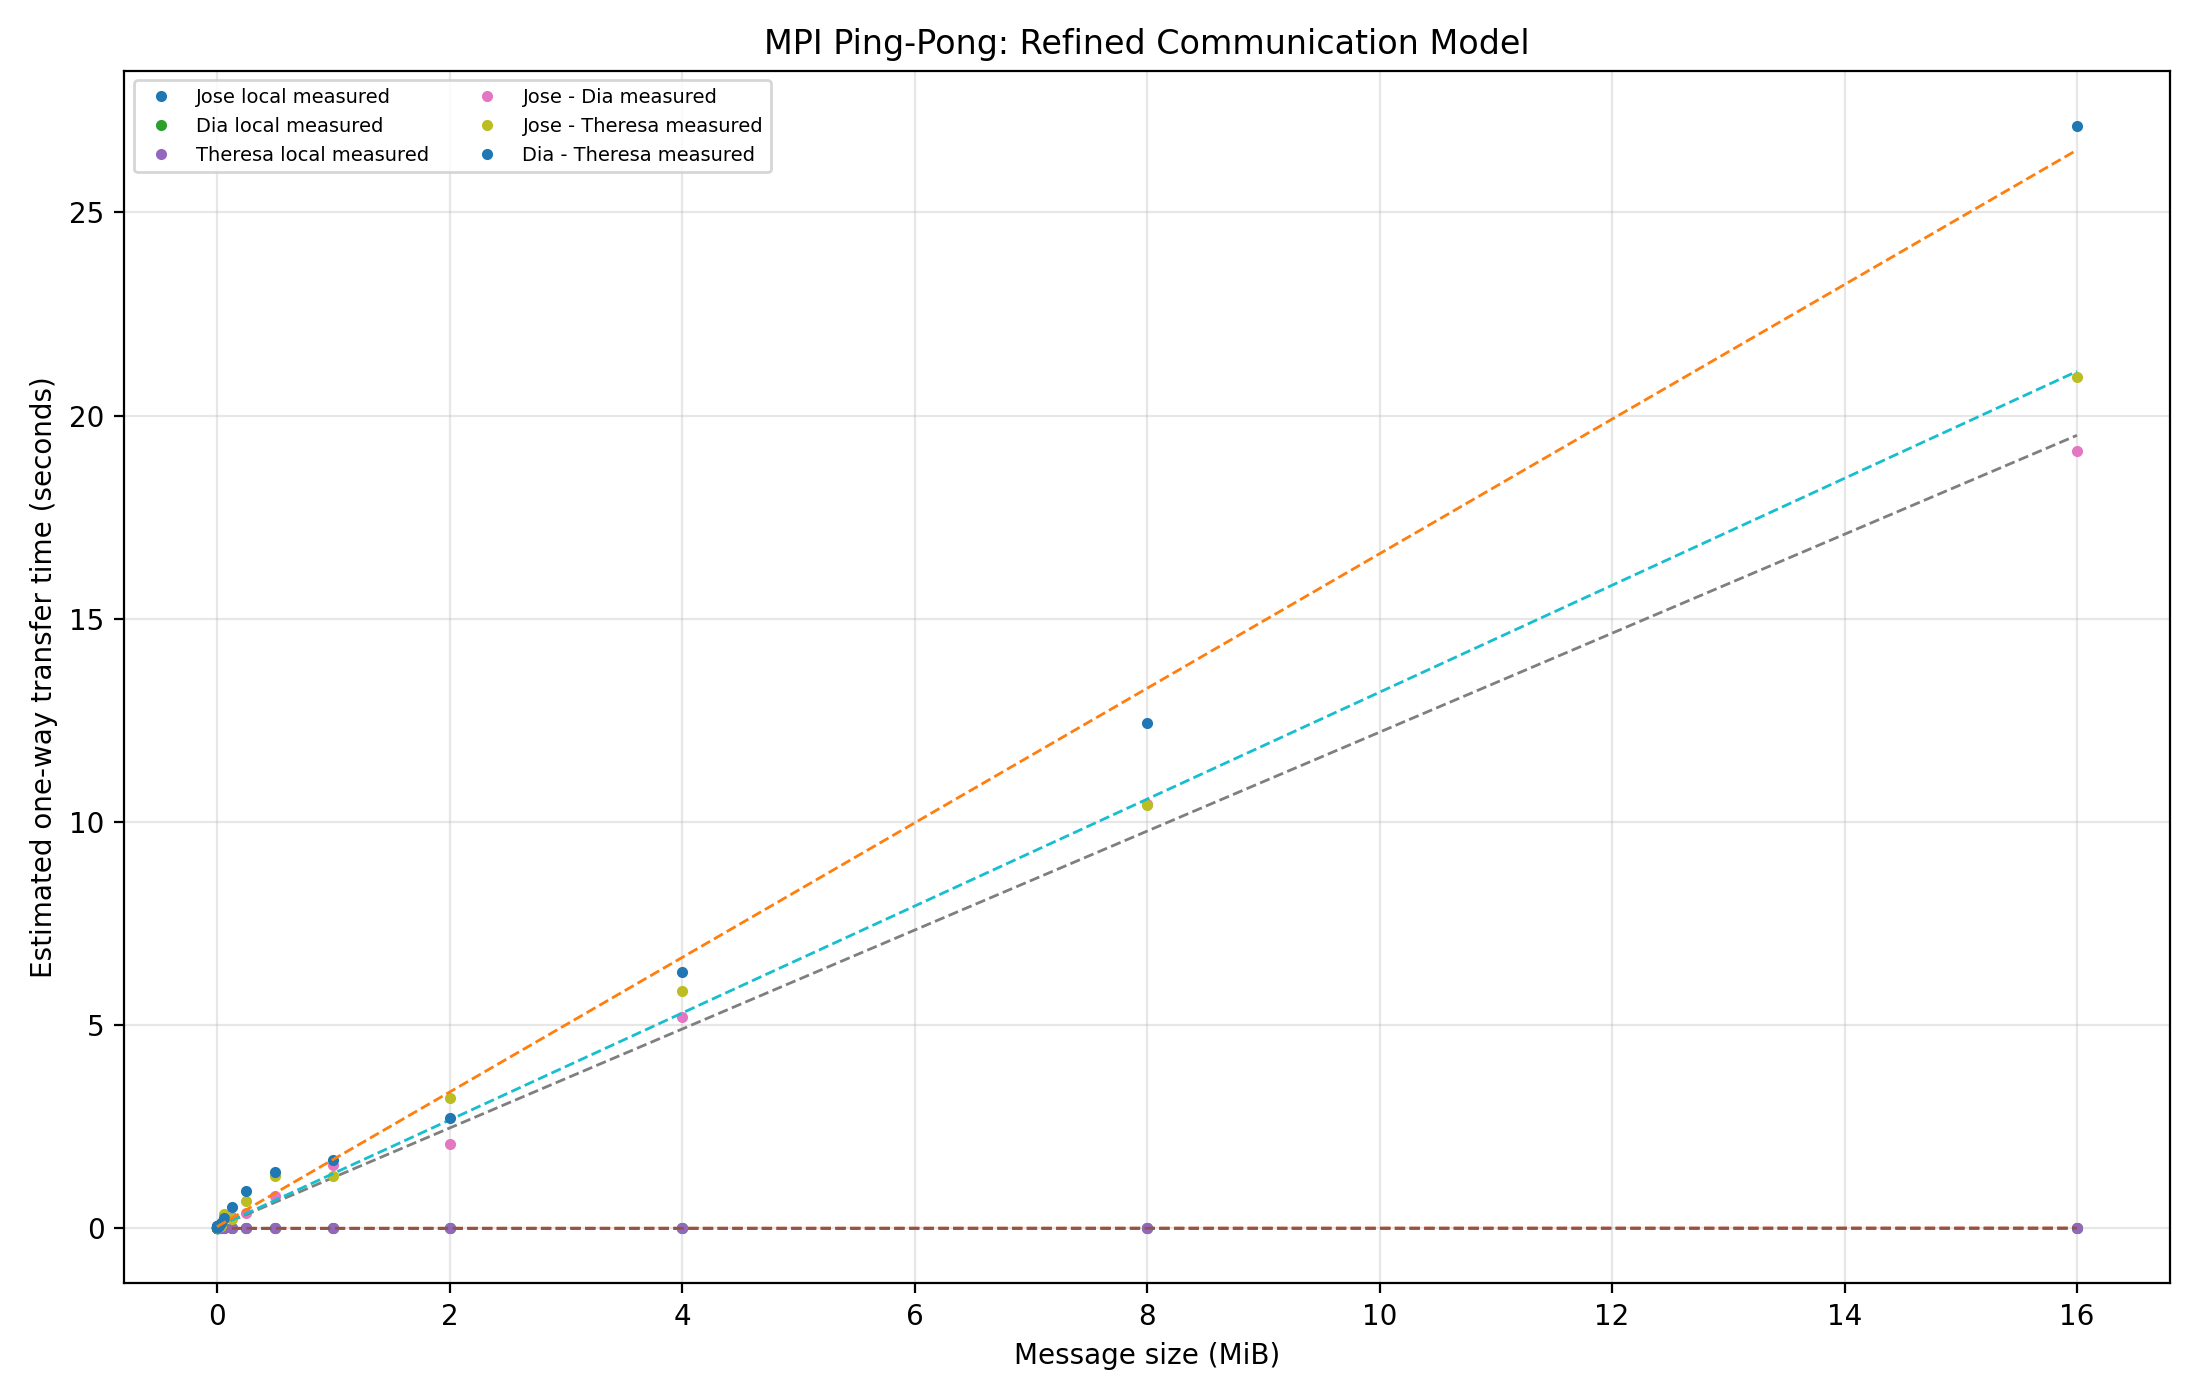 MPI Ping-Pong: Refined Communication Model
Jose local measured
Dia local measured
Theresa local measured
Jose - Dia measured
Jose - Theresa measured
Dia - Theresa measured
Estimated one-way transfer time (seconds)
25
20
15
10
5
0
0 2 4 6 8 10 12 14 16
Message size (MiB)